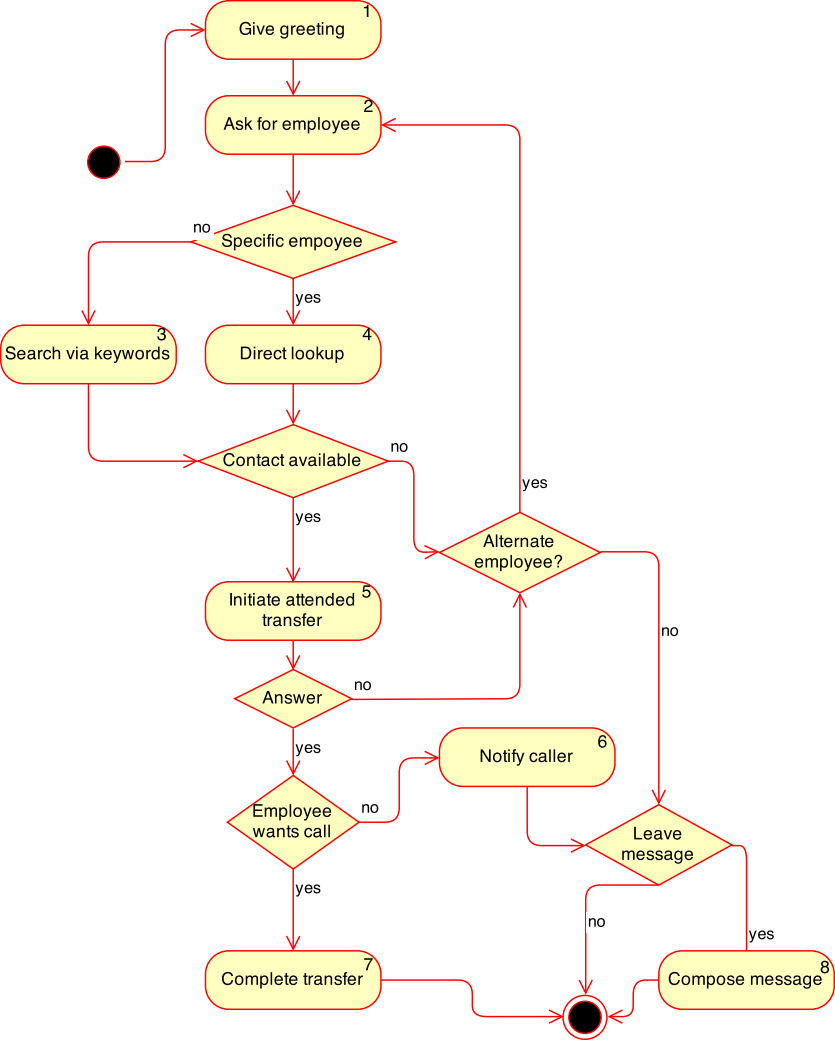 1
Give greeting
2
Ask for employee
no
Specific empoyee
yes
3
Search via keywords
4
Direct lookup
no
Contact available
yes
yes
Alternate
employee?
5
Initiate attended
transfer
no
no
Answer
yes
6
Notify caller
no
Employee
wants call
Leave
message
yes
no
yes
7
Complete transfer
8
Compose message